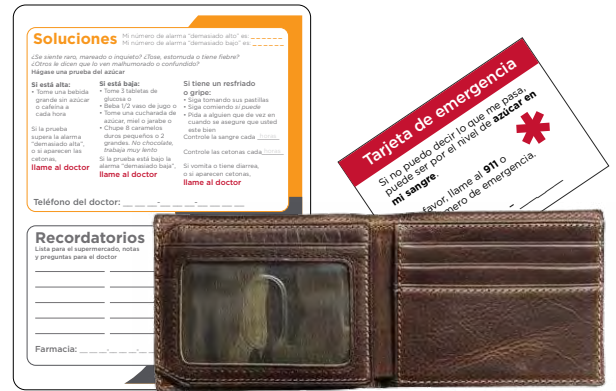 Soluciones
Mi número de alarma "demasiado alto" es: _ _ _ _ _ _
Mi número de alarma "demasiado bajo" es: _ _ _ _ _ _
¿Se siente raro, mareado o inquieto? ¿Tose, estornuda o tiene fiebre?
¿Otros le dicen que lo ven malhumorado o confundido?
Hágase una prueba del azúcar
Si está alta:
• Tome una bebida
grande sin azúcar
o cafeína a
cada hora
Si la prueba
supera la alarma
"demasiado alta",
o si aparecen las
cetonas,
llame al doctor
Si está baja:
• Tome 3 tabletas de
glucosa o
• Beba 1/2 vaso de jugo o
• Tome 3 cucharadas de
azúcar, miel o jarabe o
• Chupe 8 caramelos
duros pequeños o 2
grandes. No chocolate,
trabaja muy lento
Si la prueba está bajo la
alarma "demasiado baja",
llame al doctor
Si tiene un resfriado
o gripe:
• Siga tomando sus pastillas
• Siga comiendo si puede
• Pida a alguien que de vez en
cuando se asegure que usted
este bien
Controle la sangre cada
Controle las cetonas cada
Si vomita o tiene diarrea,
o si aparecen cetonas,
llame al doctor
Teléfono del doctor: _ _ _-_ _ _-_ _ _ _
Recordatorios
Lista para el supermercado, notas
y preguntas para el doctor
Farmacia: _ _ _-_ _ _-_
Tarjeta de emergencia
Si no puedo decir lo que me pasa,
puede ser por el nivel de azúcar en
mi sangre.
favor, llame al 911 o
mero de emergencia.